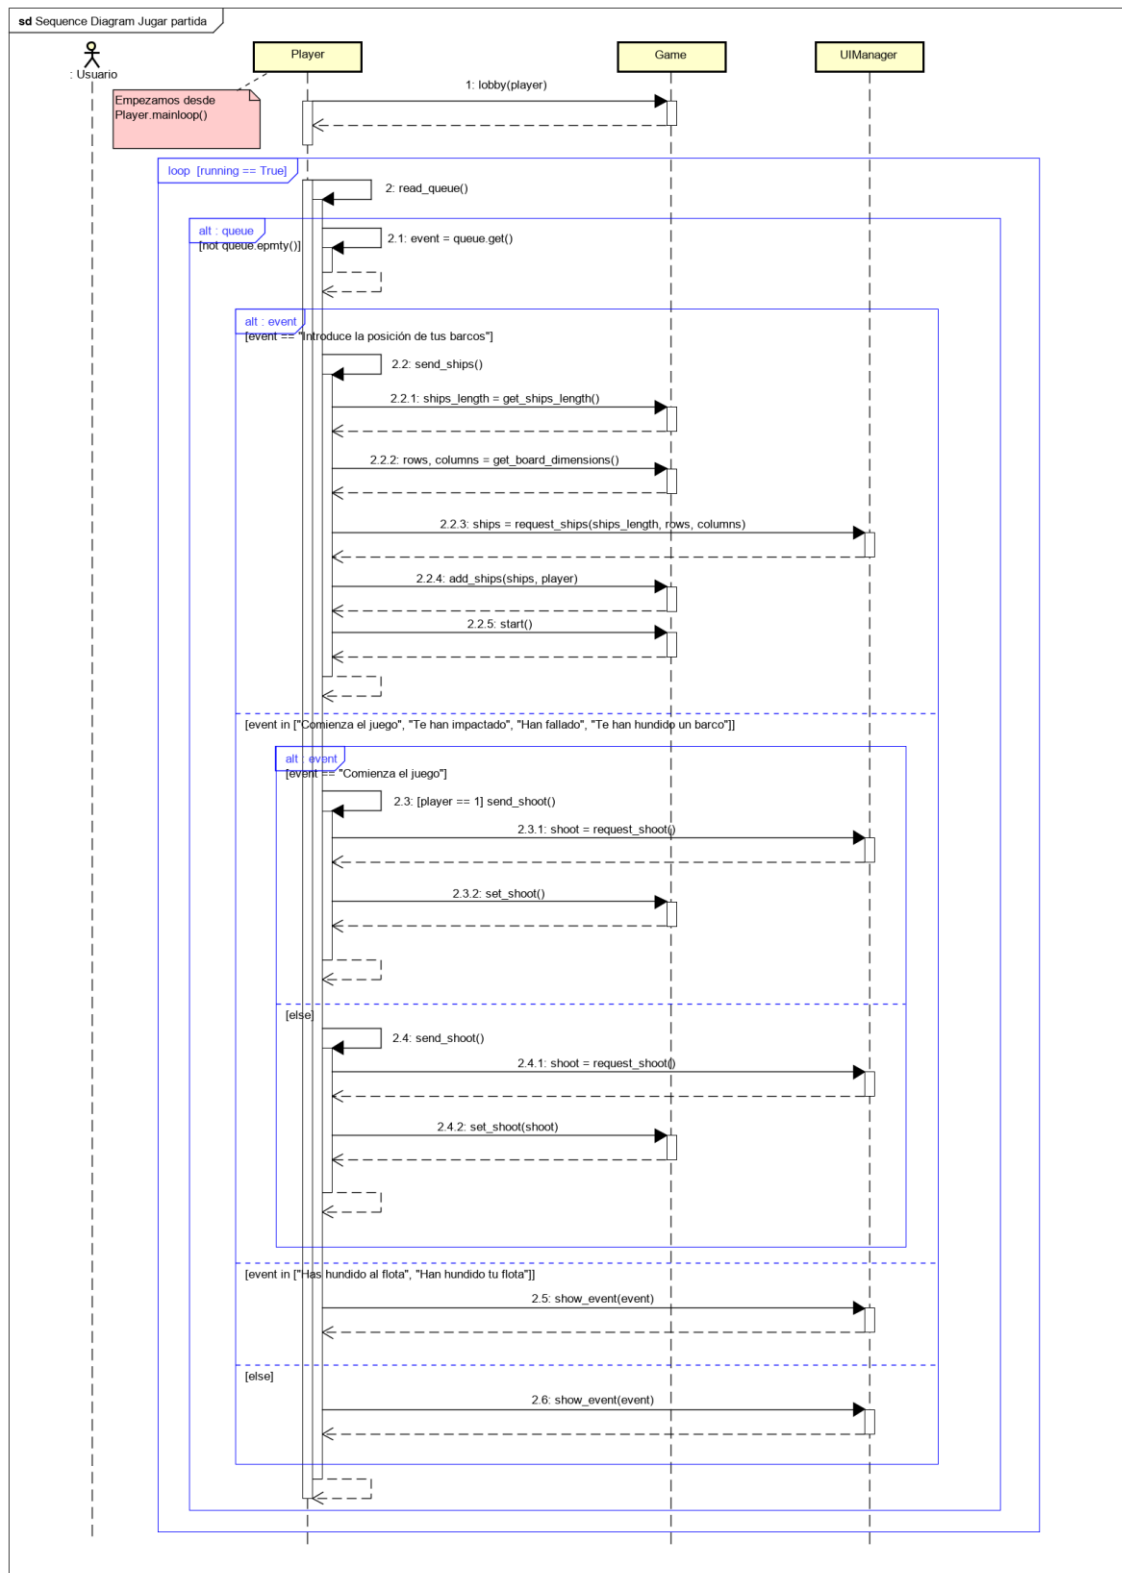 sd Sequence Diagram Jugar partida
: Usuario
Player
Game
UIManager
Empezamos desde
Player.mainloop()
1: lobby(player)
loop [running == True]
2: read_queue()
alt : queue
[not queue.epmty()]
2.1: event = queue.get()
alt : event
[event == "Introduce la posición de tus barcos"]
2.2: send_ships()
2.2.1: ships_length = get_ships_length()
2.2.2: rows, columns = get_board_dimensions()
2.2.3: ships = request_ships(ships_length, rows, columns)
2.2.4: add_ships(ships, player)
2.2.5: start()
[event in ["Comienza el juego", "Te han impactado", "Han fallado", "Te han hundido un barco"]]
alt : event
[event == "Comienza el juego"]
2.3: [player == 1] send_shoot()
2.3.1: shoot = request_shoot()
2.3.2: set_shoot()
[else]
2.4: send_shoot()
2.4.1: shoot = request_shoot()
2.4.2: set_shoot(shoot)
[event in ["Has hundido al flota", "Han hundido tu flota"]]
2.5: show_event(event)
[else]
2.6: show_event(event)